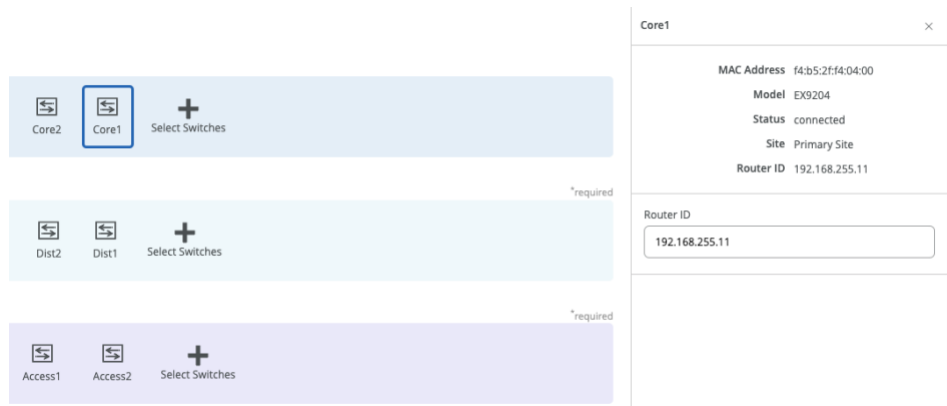 Core1
MAC Address f4:b5:2f:f4:04:00
Model EX9204
Status connected
Site Primary Site
Router ID 192.168.255.11
Router ID
192.168.255.11
Core2 Core1 Select Switches
*required
Dist2 Dist1 Select Switches
*required
Access1 Access2 Select Switches